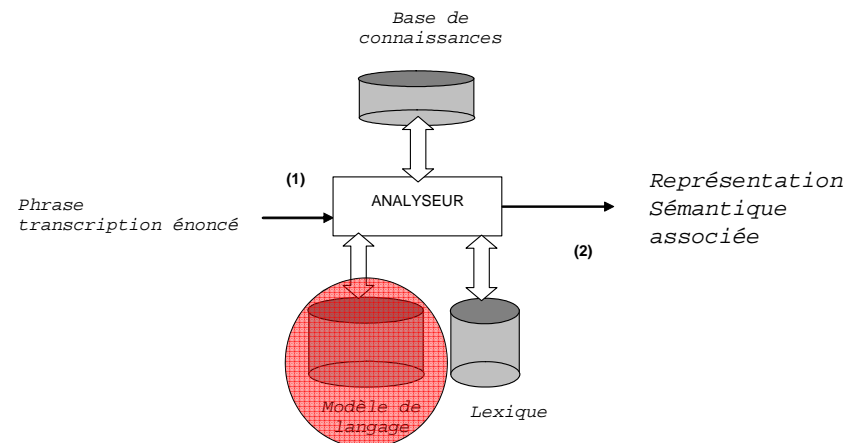 Base de
connaissances
(1)
Phrase
transcription énoncé
ANALYSEUR
Représentation
Sémantique
associée
(2)
Modèle de
langage
Lexique